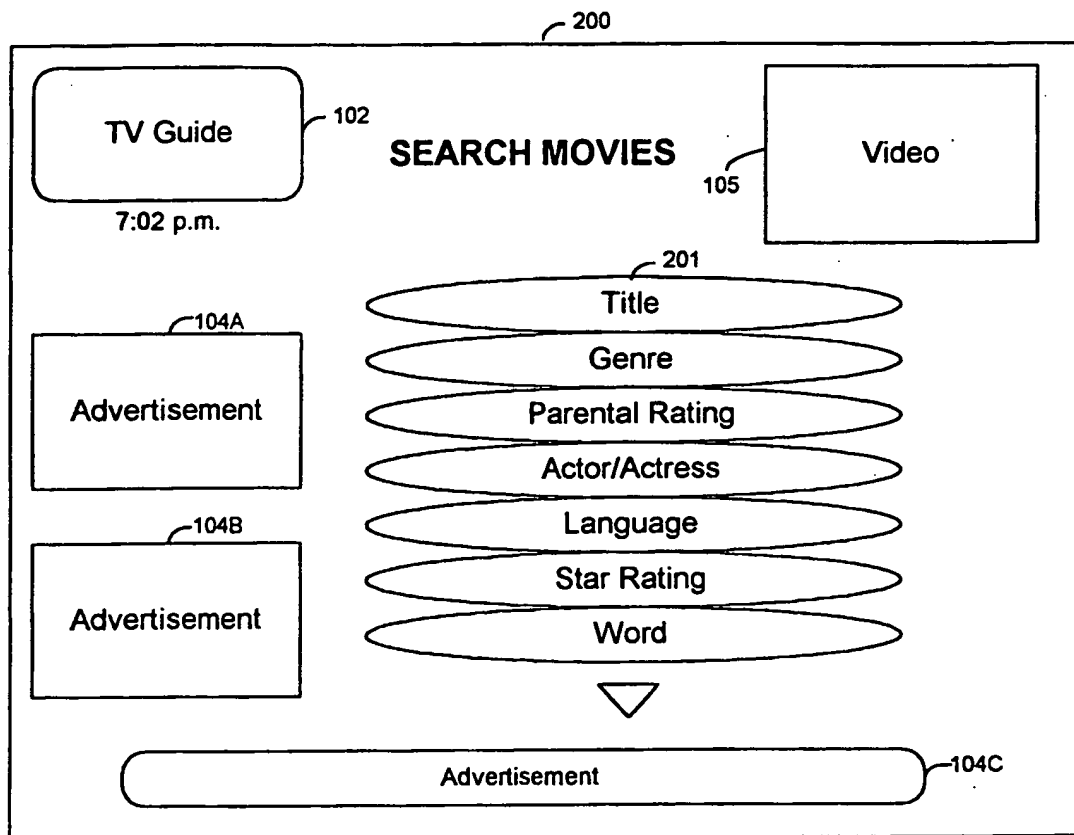 200
TV Guide
102
SEARCH MOVIES
105
Video
7:02 p.m.
201
Title
104A
Genre
Advertisement
Parental Rating
Actor/Actress
104B
Language
Advertisement
Star Rating
Word
Advertisement
104C